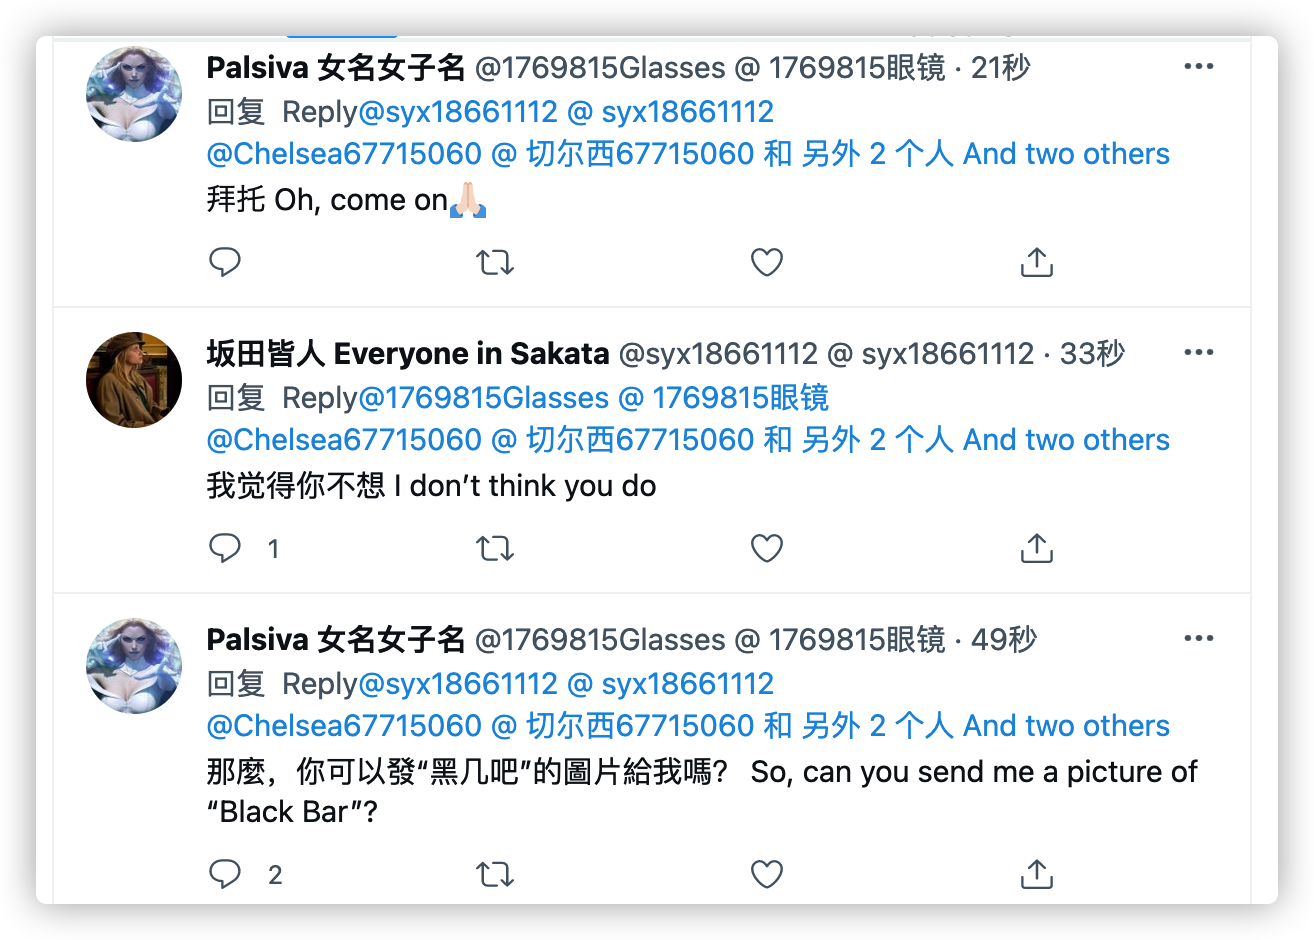 Palsiva 女名女子名 @1769815Glasses @ 1769815眼镜 · 21秒
回复 Reply@syx18661112 @ syx18661112
@Chelsea67715060 @ 切尔西67715060 和 另外 2 个人 And two others
拜托 Oh, come on🙏🏻
坂田皆人 Everyone in Sakata @syx18661112 @ syx18661112 · 33秒
回复 Reply@1769815Glasses @ 1769815眼镜
@Chelsea67715060 @ 切尔西67715060 和 另外 2 个人 And two others
我觉得你不想 I don’t think you do
1
Palsiva 女名女子名 @1769815Glasses @ 1769815眼镜 · 49秒
回复 Reply@syx18661112 @ syx18661112
@Chelsea67715060 @ 切尔西67715060 和 另外 2 个人 And two others
那麼，你可以發“黑几吧”的圖片給我嗎？ So, can you send me a picture of
“Black Bar”?
2